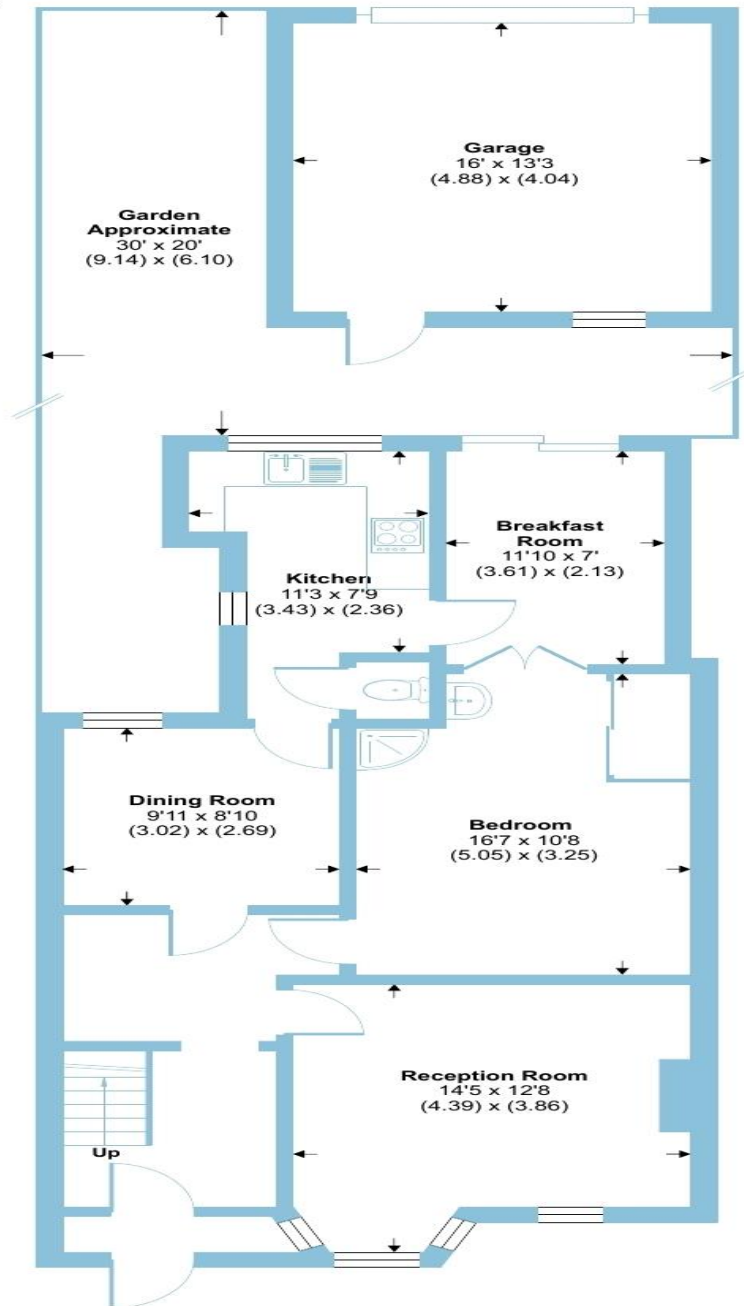 Garage
16' x 13'3
(4.88) x (4.04)
Garden
Approximate
30' x 20'
(9.14) x (6.10)
Breakfast
Room
11'10 x 7'
(3.61) x (2.13)
Kitchen
11'3 x 7'9
(3.43) x (2.36)
Dining Room
9'11 x 8'10
(3.02) x (2.69)
Bedroom
16'7 x 10'8
(5.05) x (3.25)
Reception Room
14'5 x 12'8
(4.39) x (3.86)
Up